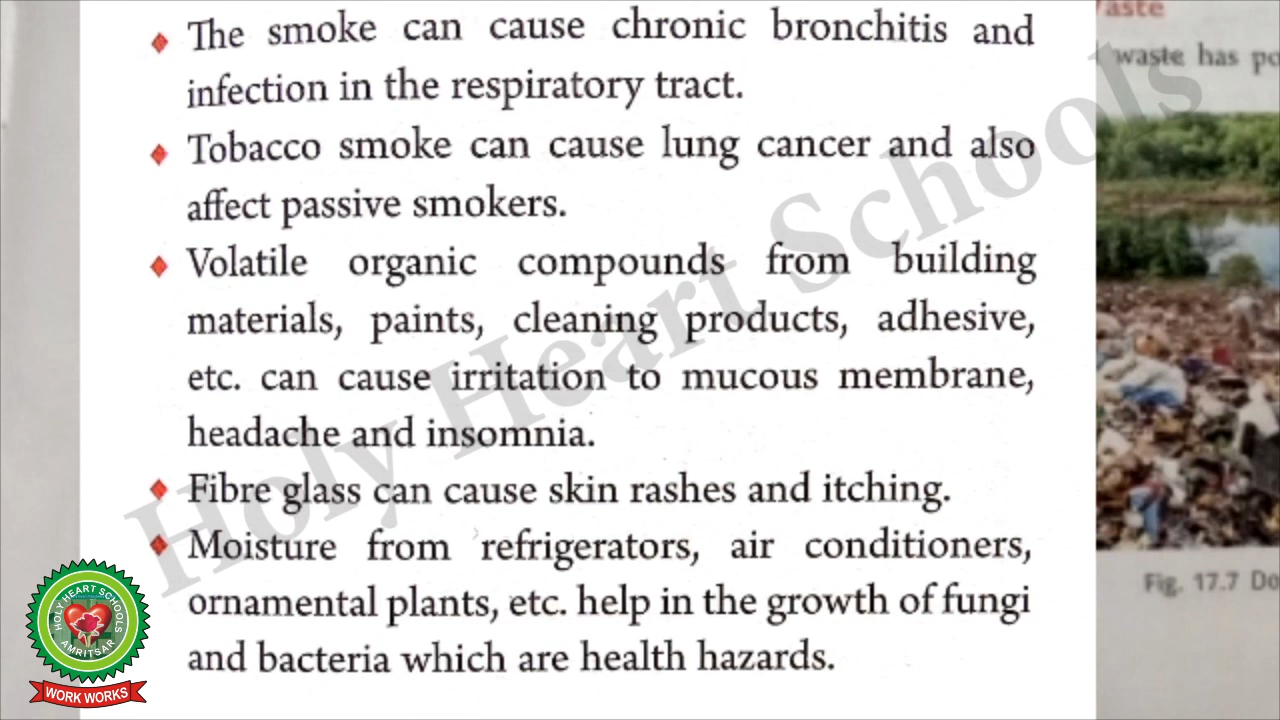 The smoke can cause chronic bronchitis and
infection in the respiratory tract.
Tobacco smoke can cause lung cancer and also
affect passive smokers.
Volatile organic compounds from building
materials, paints, cleaning products, adhesive,
etc. can cause irritation to mucous membrane,
headache and insomnia.
Fibre glass can cause skin rashes and itching.
Moisture from refrigerators, air conditioners,
ornamental plants, etc. help in the growth of fungi
and bacteria which are health hazards.
aste
waste has po
Fig. 17.7 Do
Holy Heart Schools
HOLY HEART SCHOOLS
AMRITSAR
WORK WORKS